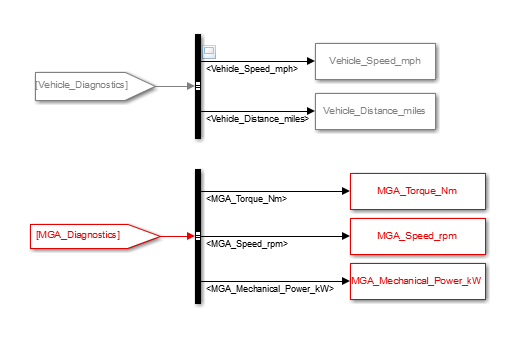 [Vehicle_Diagnostics]
<Vehicle_Speed_mph>
Vehicle_Speed_mph
<Vehicle_Distance_miles>
Vehicle_Distance_miles
[MGA_Diagnostics]
<MGA_Torque_Nm>
MGA_Torque_Nm
<MGA_Speed_rpm>
MGA_Speed_rpm
<MGA_Mechanical_Power_kW>
MGA_Mechanical_Power_kW